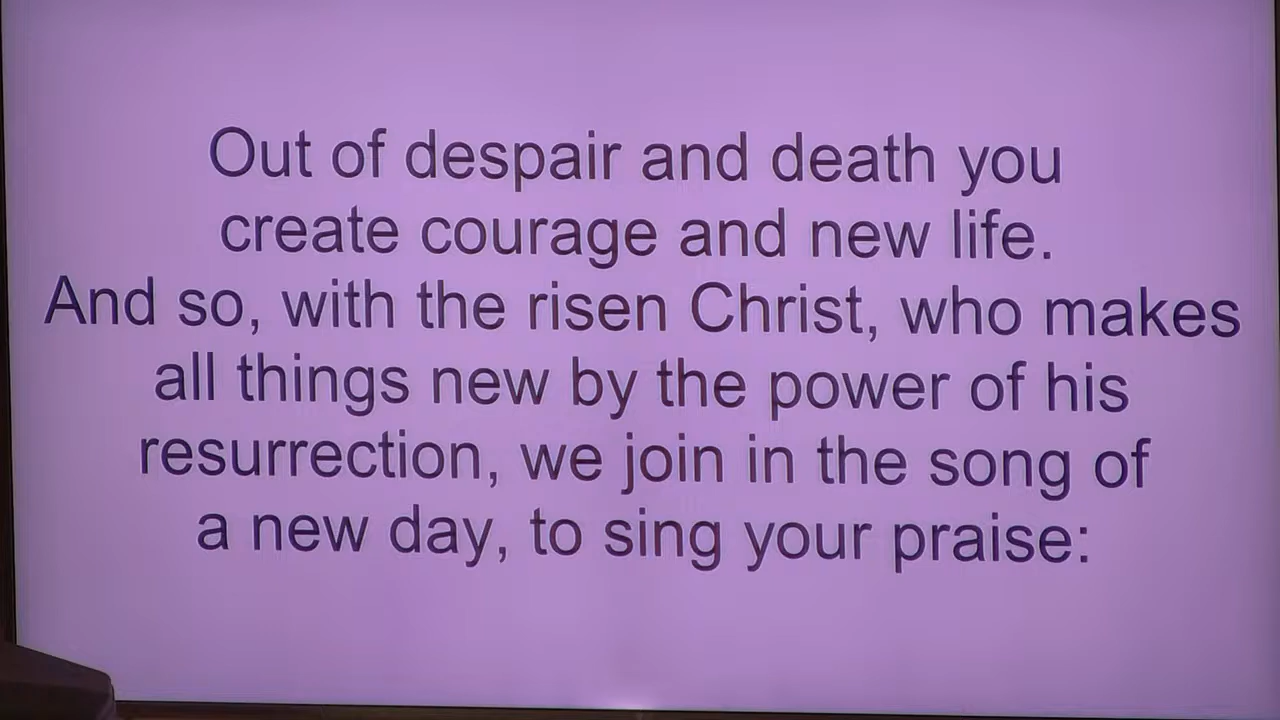 Out of despair and death you
create courage and new life.
And so, with the risen Christ, who makes
all things new by the power of his
resurrection, we join in the song of
a new day, to sing your praise: